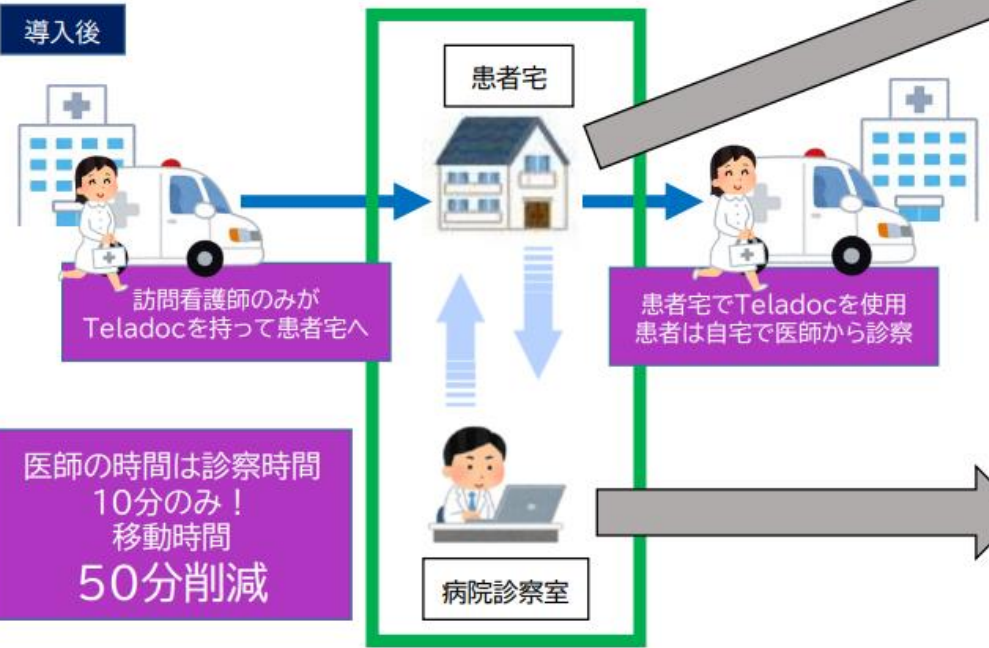 導入後
患者宅
訪問看護師のみが
Teladocを持って患者宅へ
患者宅でTeladocを使用
患者は自宅で医師から診察
医師の時間は診察時間
10分のみ！
移動時間
50分削減
病院診察室